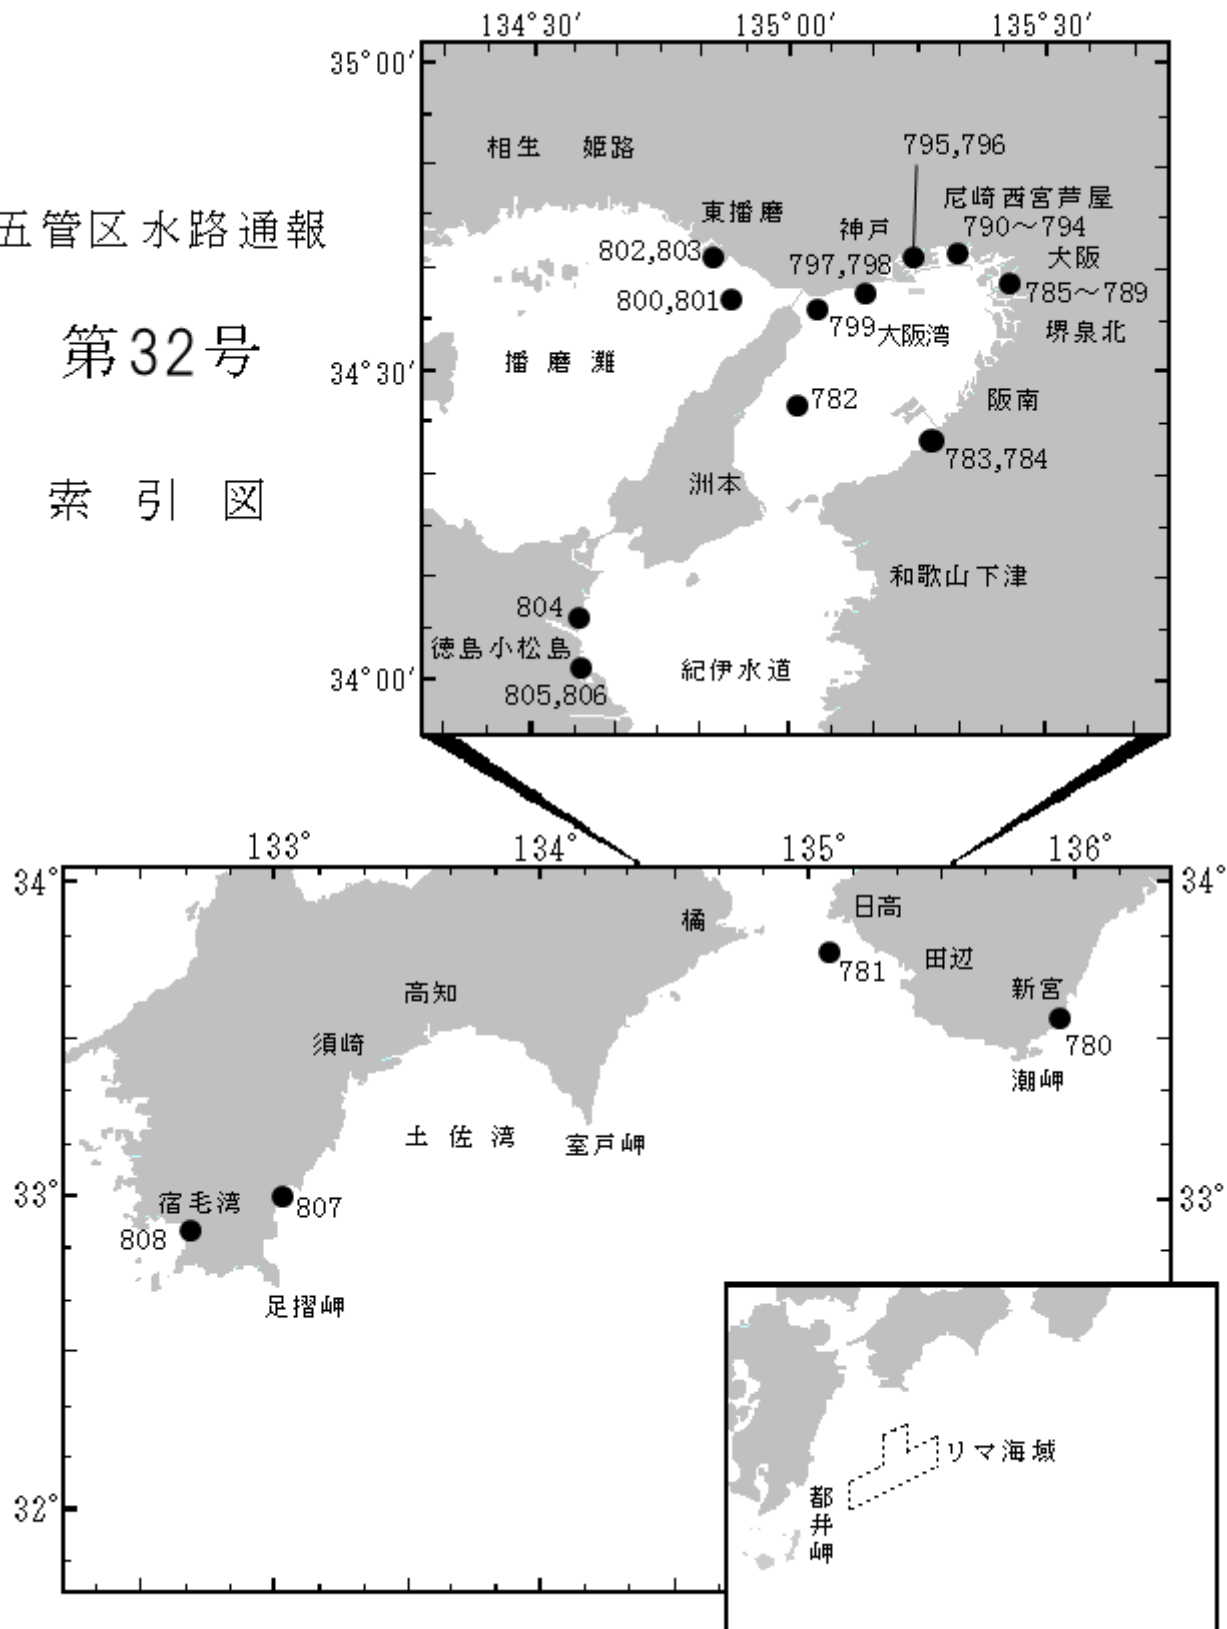 134°30′ 135°00′ 135°30′
35°00′
相生 姫路
795,796
五管区水路通報
東播磨
尼崎西宮芦屋
790～794
神戸
802,803
797,798
大阪
785～789
800,801
799
大阪湾
堺泉北
第32号
34°30′
播磨灘
782
阪南
783,784
索引図
洲本
和歌山下津
804
徳島小松島
紀伊水道
34°00′
805,806
133° 134° 135° 136°
34° 34°
橘
日高
781
田辺
高知
新宮
須崎
780
潮岬
土佐湾
室戸岬
33° 33°
宿毛湾
807
808
足摺岬
リマ海域
都井岬
32°